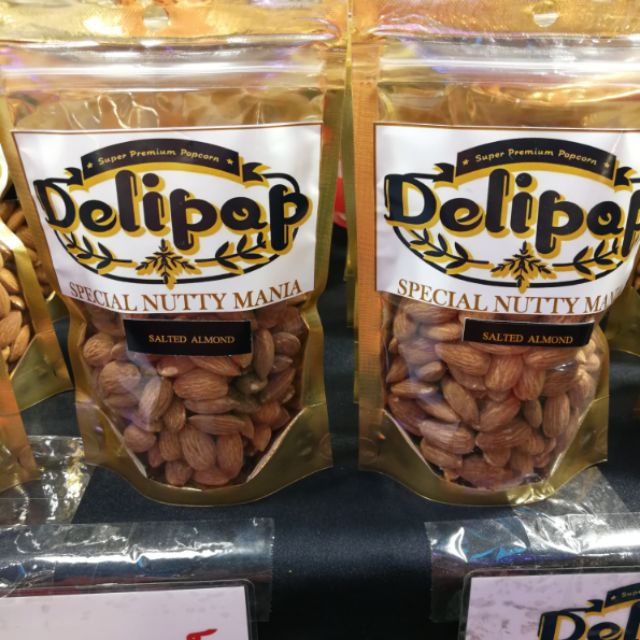 Super Premium Popcorn
Delipop
SPECIAL NUTTY MANIA
SALTED ALMOND
Super Premium Popcorn
Delipop
SPECIAL NUTTY MANIA
SALTED ALMOND